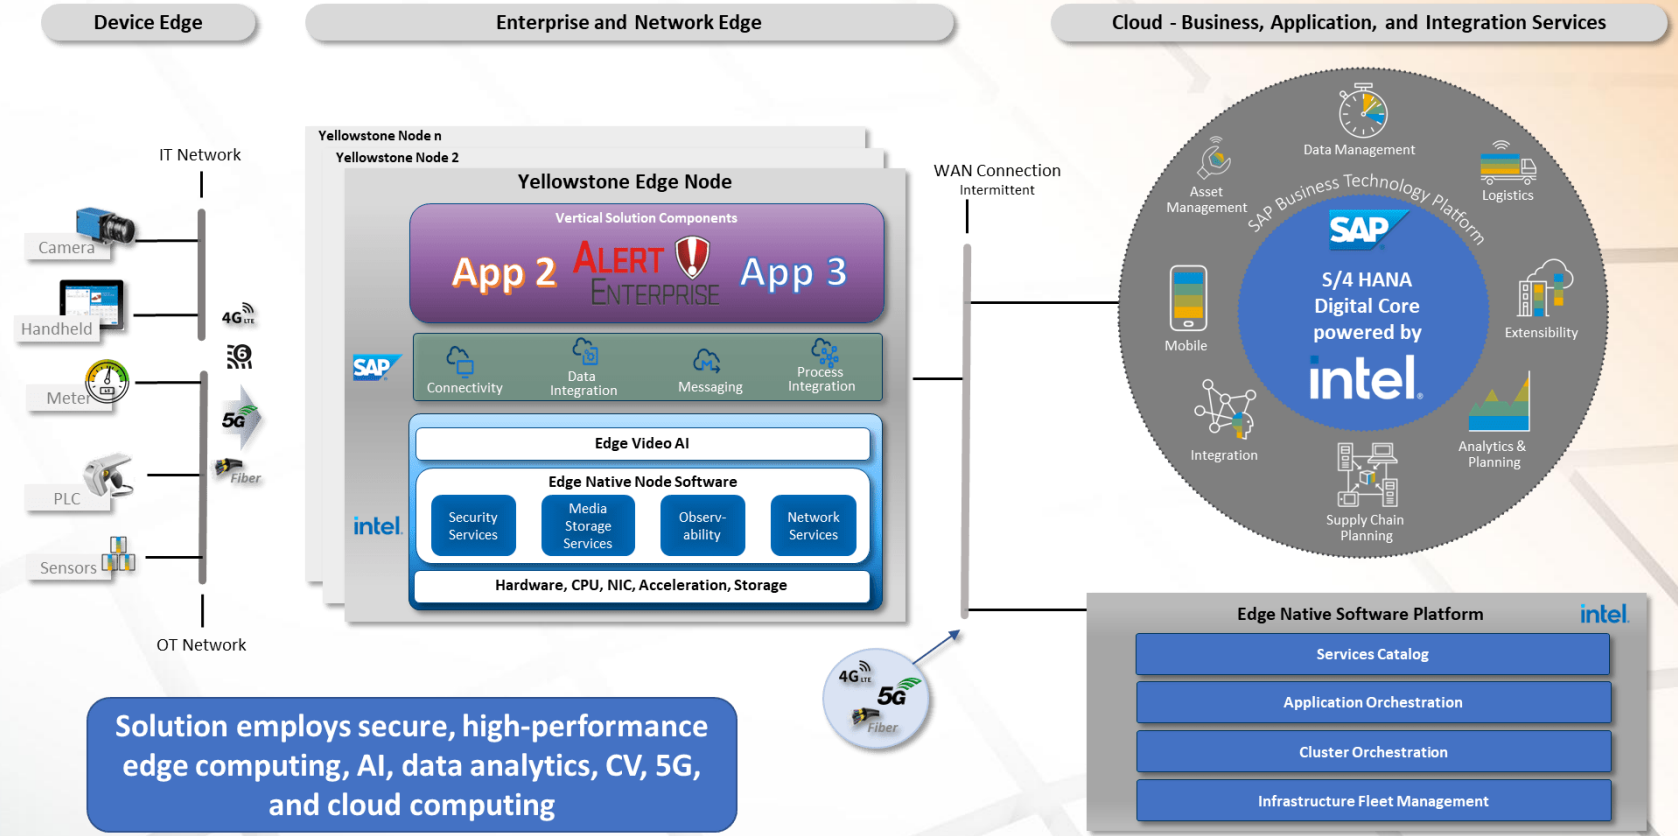 Device Edge
Enterprise and Network Edge
Cloud - Business, Application, and Integration Services
IT Network
Camera
Handheld
Meter
PLC
Sensors
OT Network
4G LTE
6
5G
Fiber
Yellowstone Node n
Yellowstone Node 2
Yellowstone Edge Node
Vertical Solution Components
App 2
ALERT
ENTERPRISE
App 3
SAP
Connectivity
Data
Integration
Messaging
Process
Integration
intel.
Edge Video AI
Edge Native Node Software
Security
Services
Media
Storage
Services
Observ-
ability
Network
Services
Hardware, CPU, NIC, Acceleration, Storage
WAN Connection
Intermittent
4G LTE
5G
Fiber
SAP Business Technology Platform
Data Management
Logistics
Extensibility
Analytics &
Planning
Supply Chain
Planning
Integration
Mobile
Asset
Management
SAP
S/4 HANA
Digital Core
powered by
intel.
Edge Native Software Platform
intel.
Services Catalog
Application Orchestration
Cluster Orchestration
Infrastructure Fleet Management
Solution employs secure, high-performance
edge computing, AI, data analytics, CV, 5G,
and cloud computing